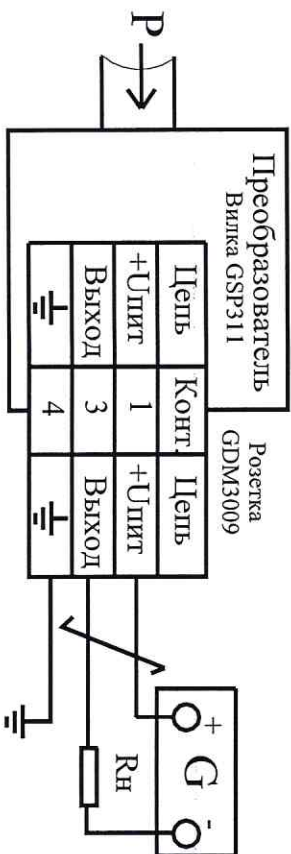 P
Преобразователь
Вилка GSP311
Розетка
GDM3009
Цепь Конт. Цепь
+Uпит 1 +Uпит
Выход 3 Выход
4
+ G -
Rн